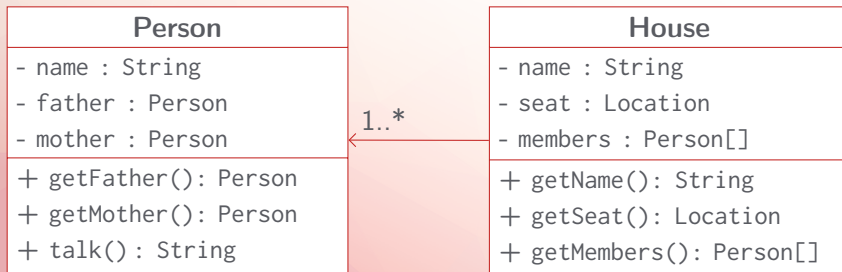 Person
- name : String
- father : Person
- mother : Person
+ getFather(): Person
+ getMother(): Person
+ talk() : String
1..*
House
- name : String
- seat : Location
- members : Person[]
+ getName(): String
+ getSeat(): Location
+ getMembers(): Person[]